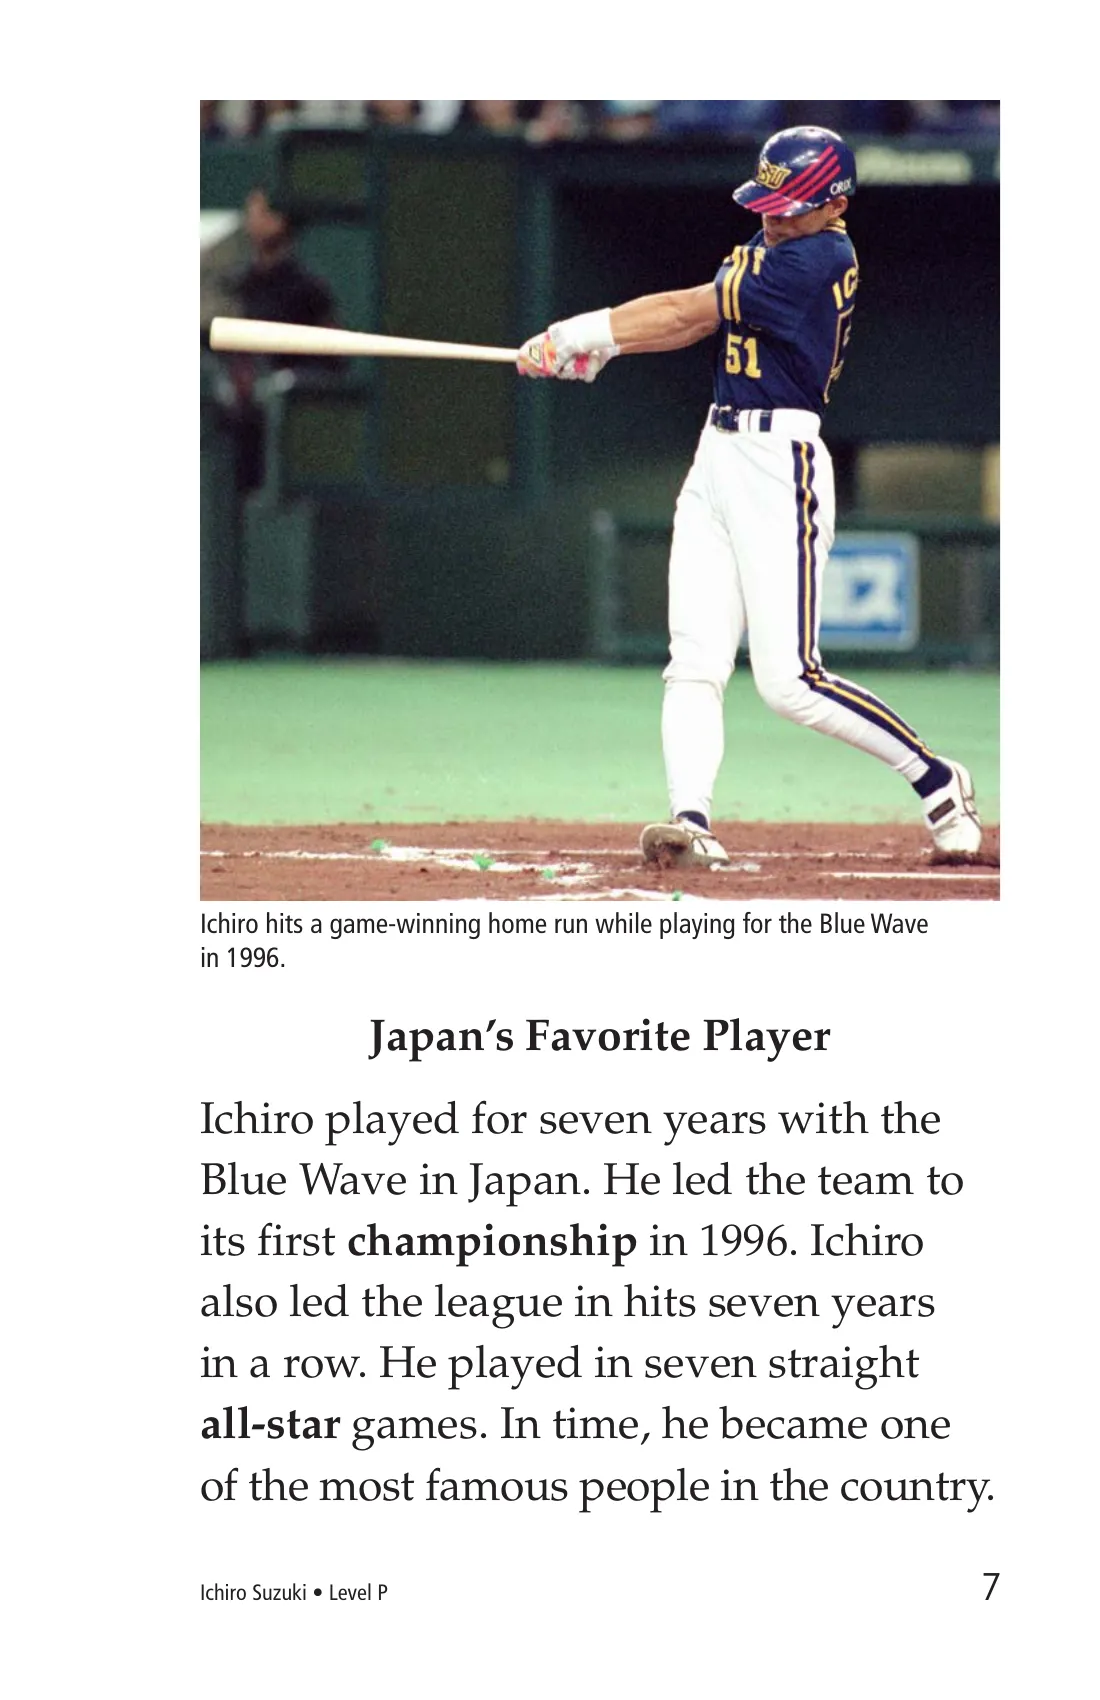 ORIX
51
Ichiro hits a game-winning home run while playing for the Blue Wave
in 1996.
Japan’s Favorite Player
Ichiro played for seven years with the
Blue Wave in Japan. He led the team to
its first championship in 1996. Ichiro
also led the league in hits seven years
in a row. He played in seven straight
all-star games. In time, he became one
of the most famous people in the country.
Ichiro Suzuki • Level P
7